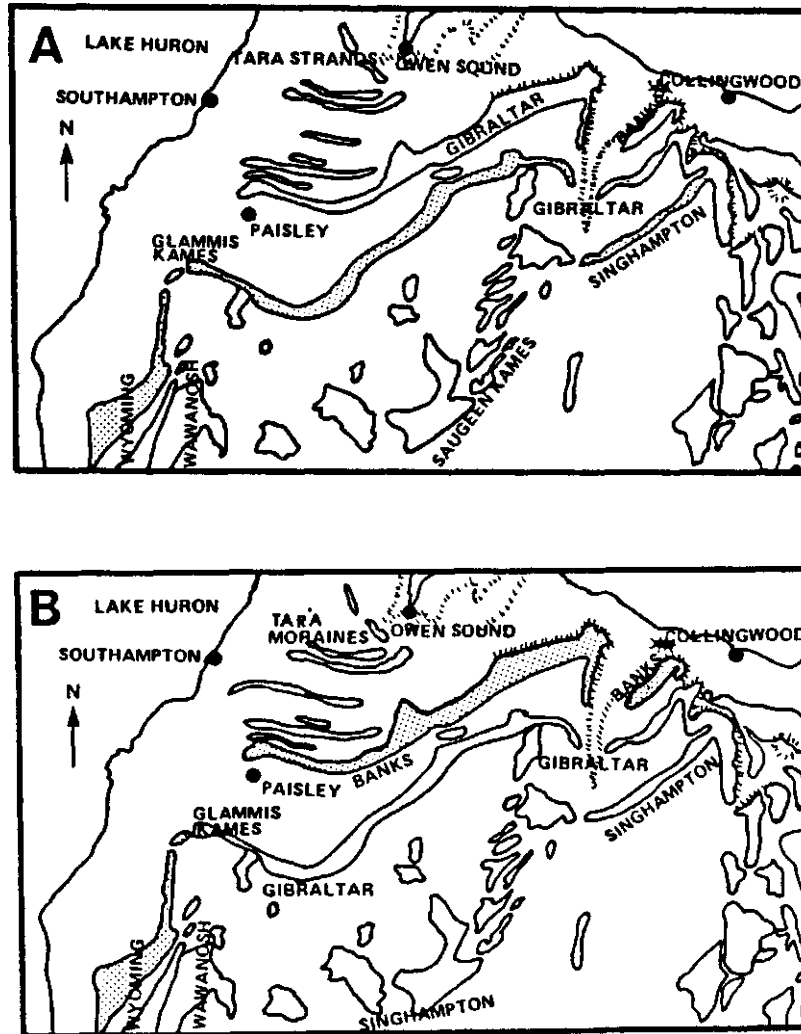 A
LAKE HURON
TARA STRANDS
OWEN SOUND
COLLINGWOOD
SOUTHAMPTON
GIBRALTAR
BANKS
N
PAISLEY
GIBRALTAR
GLAMMIS
KAMES
SINGHAMPTON
WYOMING
WAWANOSH
SAUGEEN KAMES
B
LAKE HURON
TARA
MORAINES
OWEN SOUND
COLLINGWOOD
SOUTHAMPTON
BANKS
N
BANKS
GIBRALTAR
PAISLEY
GLAMMIS
KAMES
SINGHAMPTON
GIBRALTAR
WYOMING
WAWANOSH
SINGHAMPTON